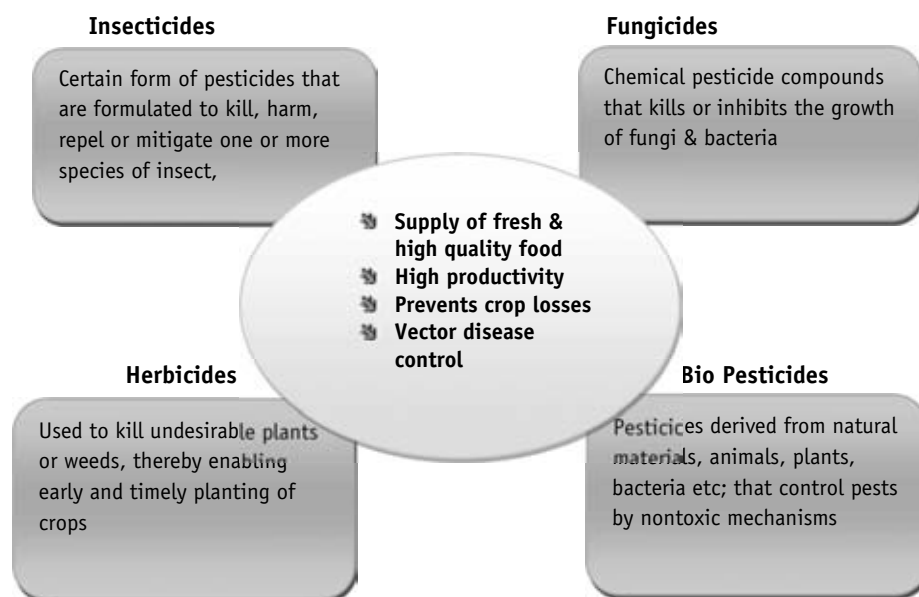 Insecticides
Certain form of pesticides that
are formulated to kill, harm,
repel or mitigate one or more
species of insect,
Fungicides
Chemical pesticide compounds
that kills or inhibits the growth
of fungi & bacteria
Supply of fresh &
high quality food
High productivity
Prevents crop losses
Vector disease
control
Herbicides
Used to kill undesirable plants
or weeds, thereby enabling
early and timely planting of
crops
Bio Pesticides
Pesticices derived from natural
materials, animals, plants,
bacteria etc; that control pests
by nontoxic mechanisms